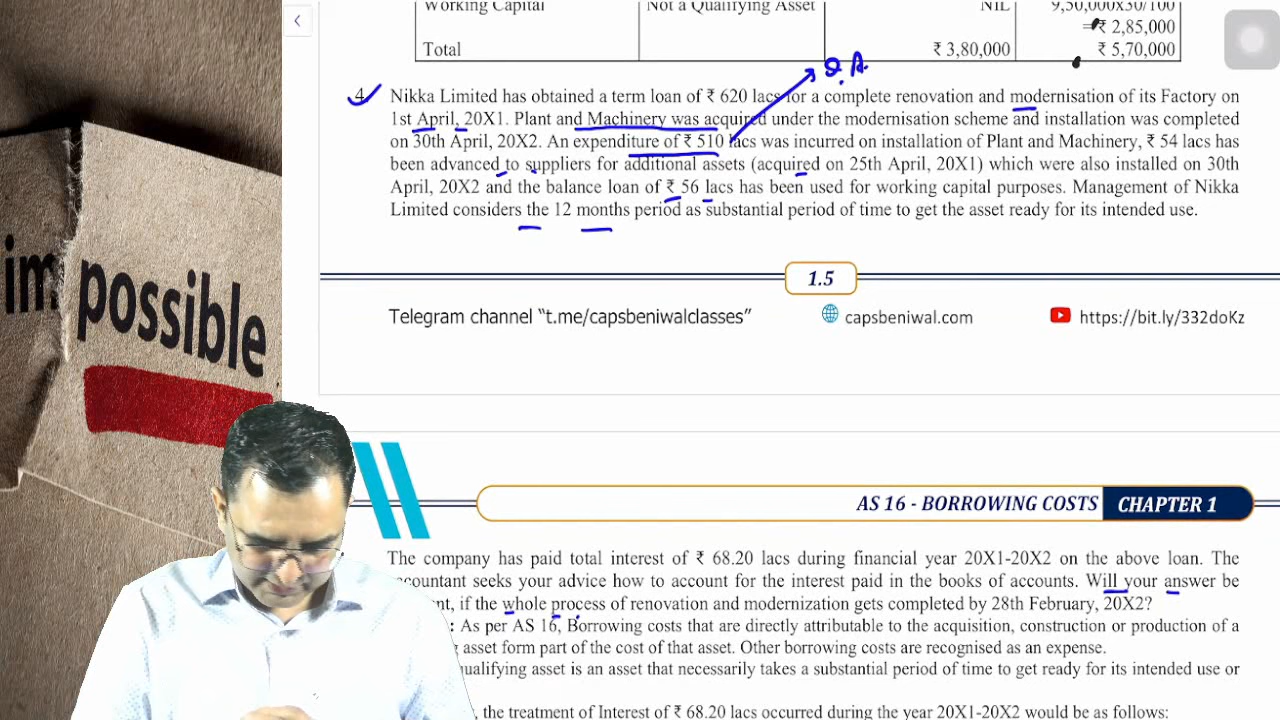 Working Capital Not a Qualifying Asset NIL 9,50,000x30/100
=₹ 2,85,000
Total ₹ 3,80,000 ₹ 5,70,000
Q.A.
4. Nikka Limited has obtained a term loan of ₹ 620 lacs for a complete renovation and modernisation of its Factory on
1st April, 20X1. Plant and Machinery was acquired under the modernisation scheme and installation was completed
on 30th April, 20X2. An expenditure of ₹ 510 lacs was incurred on installation of Plant and Machinery, ₹ 54 lacs has
been advanced to suppliers for additional assets (acquired on 25th April, 20X1) which were also installed on 30th
April, 20X2 and the balance loan of ₹ 56 lacs has been used for working capital purposes. Management of Nikka
Limited considers the 12 months period as substantial period of time to get the asset ready for its intended use.
1.5
Telegram channel “t.me/capsbeniwalclasses” capsbeniwal.com https://bit.ly/332doKz
impossible
AS 16 - BORROWING COSTS CHAPTER 1
The company has paid total interest of ₹ 68.20 lacs during financial year 20X1-20X2 on the above loan. The
accountant seeks your advice how to account for the interest paid in the books of accounts. Will your answer be
nt, if the whole process of renovation and modernization gets completed by 28th February, 20X2?
: As per AS 16, Borrowing costs that are directly attributable to the acquisition, construction or production of a
g asset form part of the cost of that asset. Other borrowing costs are recognised as an expense.
ualifying asset is an asset that necessarily takes a substantial period of time to get ready for its intended use or
, the treatment of Interest of ₹ 68.20 lacs occurred during the year 20X1-20X2 would be as follows: